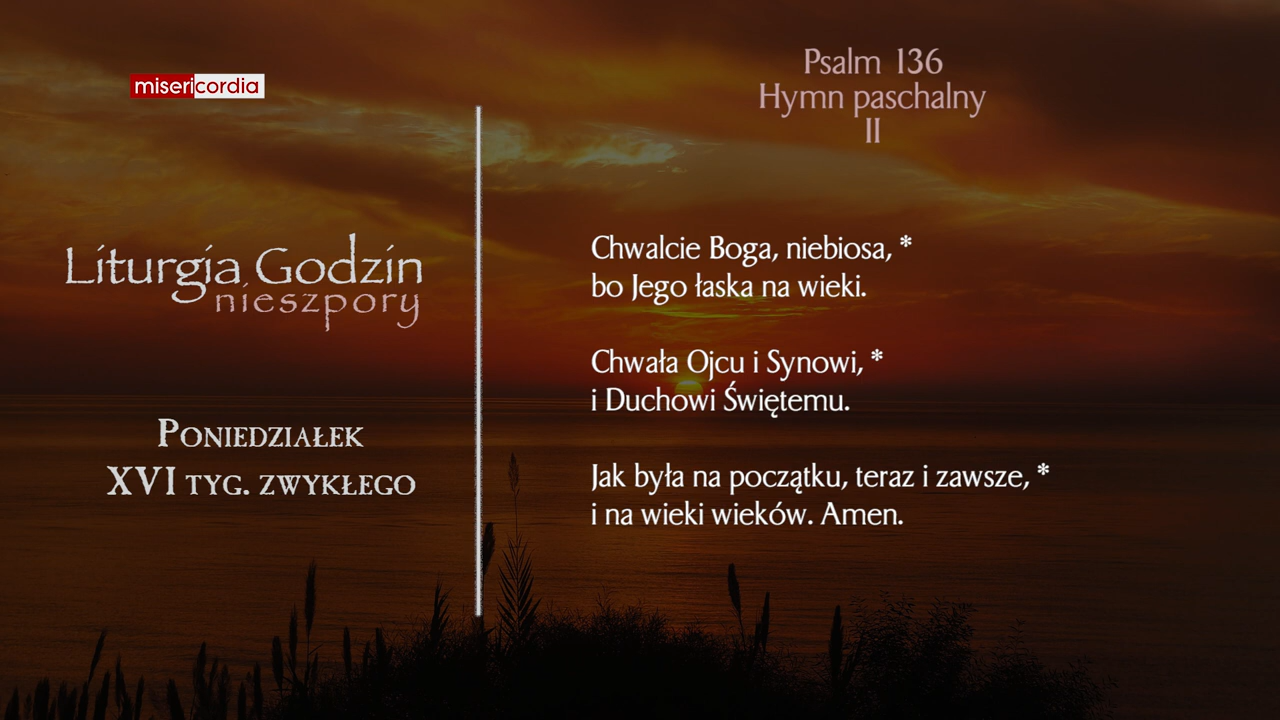 misericordia
Liturgia Godzin
nieszpory
Poniedziałek
XVI tyg. zwykłego
Psalm 136
Hymn paschalny
II
Chwalcie Boga, niebiosa, *
bo Jego łaska na wieki.
Chwała Ojcu i Synowi, *
i Duchowi Świętemu.
Jak była na początku, teraz i zawsze, *
i na wieki wieków. Amen.